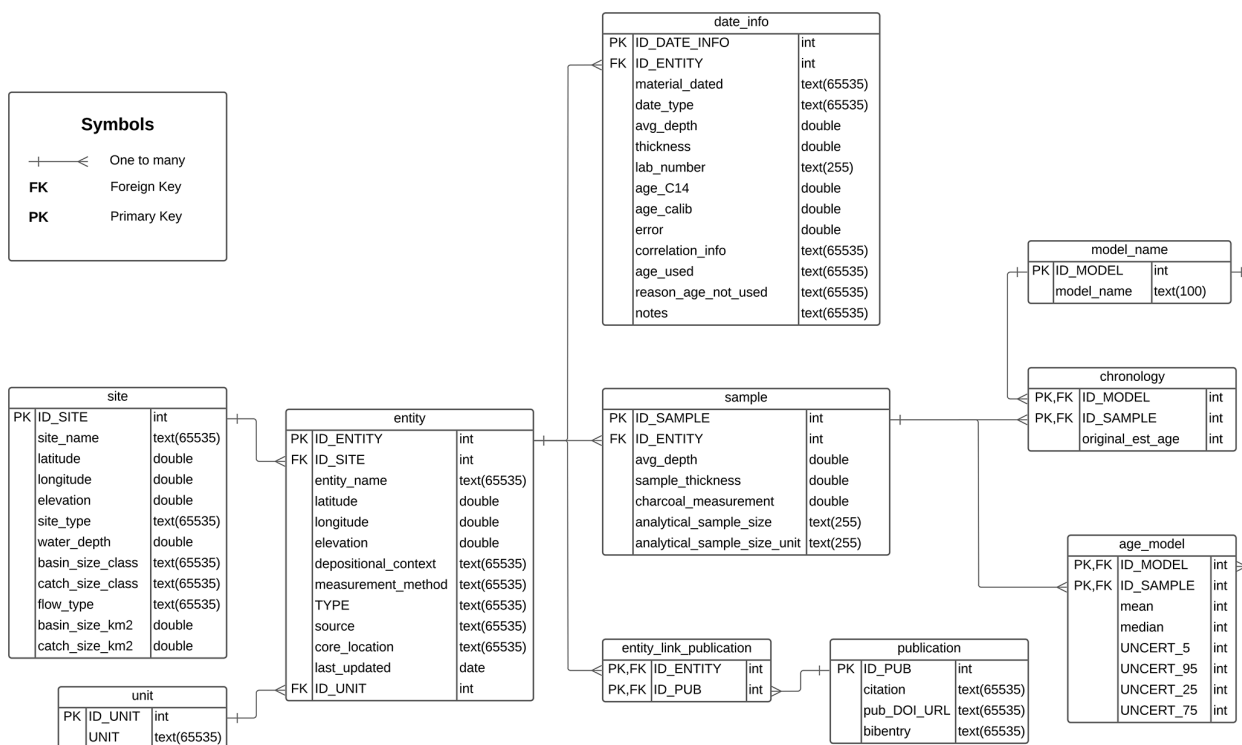 date_info
PK ID_DATE_INFO int
FK ID_ENTITY int
material_dated text(65535)
date_type text(65535)
avg_depth double
thickness double
lab_number text(255)
age_C14 double
age_calib double
error double
correlation_info text(65535)
age_used text(65535)
reason_age_not_used text(65535)
notes text(65535)
Symbols
One to many
FK Foreign Key
PK Primary Key
model_name
PK ID_MODEL int
model_name text(100)
chronology
PK,FK ID_MODEL int
PK,FK ID_SAMPLE int
original_est_age int
site
PK ID_SITE int
site_name text(65535)
latitude double
longitude double
elevation double
site_type text(65535)
water_depth double
basin_size_class text(65535)
catch_size_class text(65535)
flow_type text(65535)
basin_size_km2 double
catch_size_km2 double
entity
PK ID_ENTITY int
FK ID_SITE int
entity_name text(65535)
latitude double
longitude double
elevation double
depositional_context text(65535)
measurement_method text(65535)
TYPE text(65535)
source text(65535)
core_location text(65535)
last_updated date
FK ID_UNIT int
sample
PK ID_SAMPLE int
FK ID_ENTITY int
avg_depth double
sample_thickness double
charcoal_measurement double
analytical_sample_size text(255)
analytical_sample_size_unit text(255)
age_model
PK,FK ID_MODEL int
PK,FK ID_SAMPLE int
mean int
median int
UNCERT_5 int
UNCERT_95 int
UNCERT_25 int
UNCERT_75 int
entity_link_publication
PK,FK ID_ENTITY int
PK,FK ID_PUB int
publication
PK ID_PUB int
citation text(65535)
pub_DOI_URL text(65535)
bibentry text(65535)
unit
PK ID_UNIT int
UNIT text(65535)